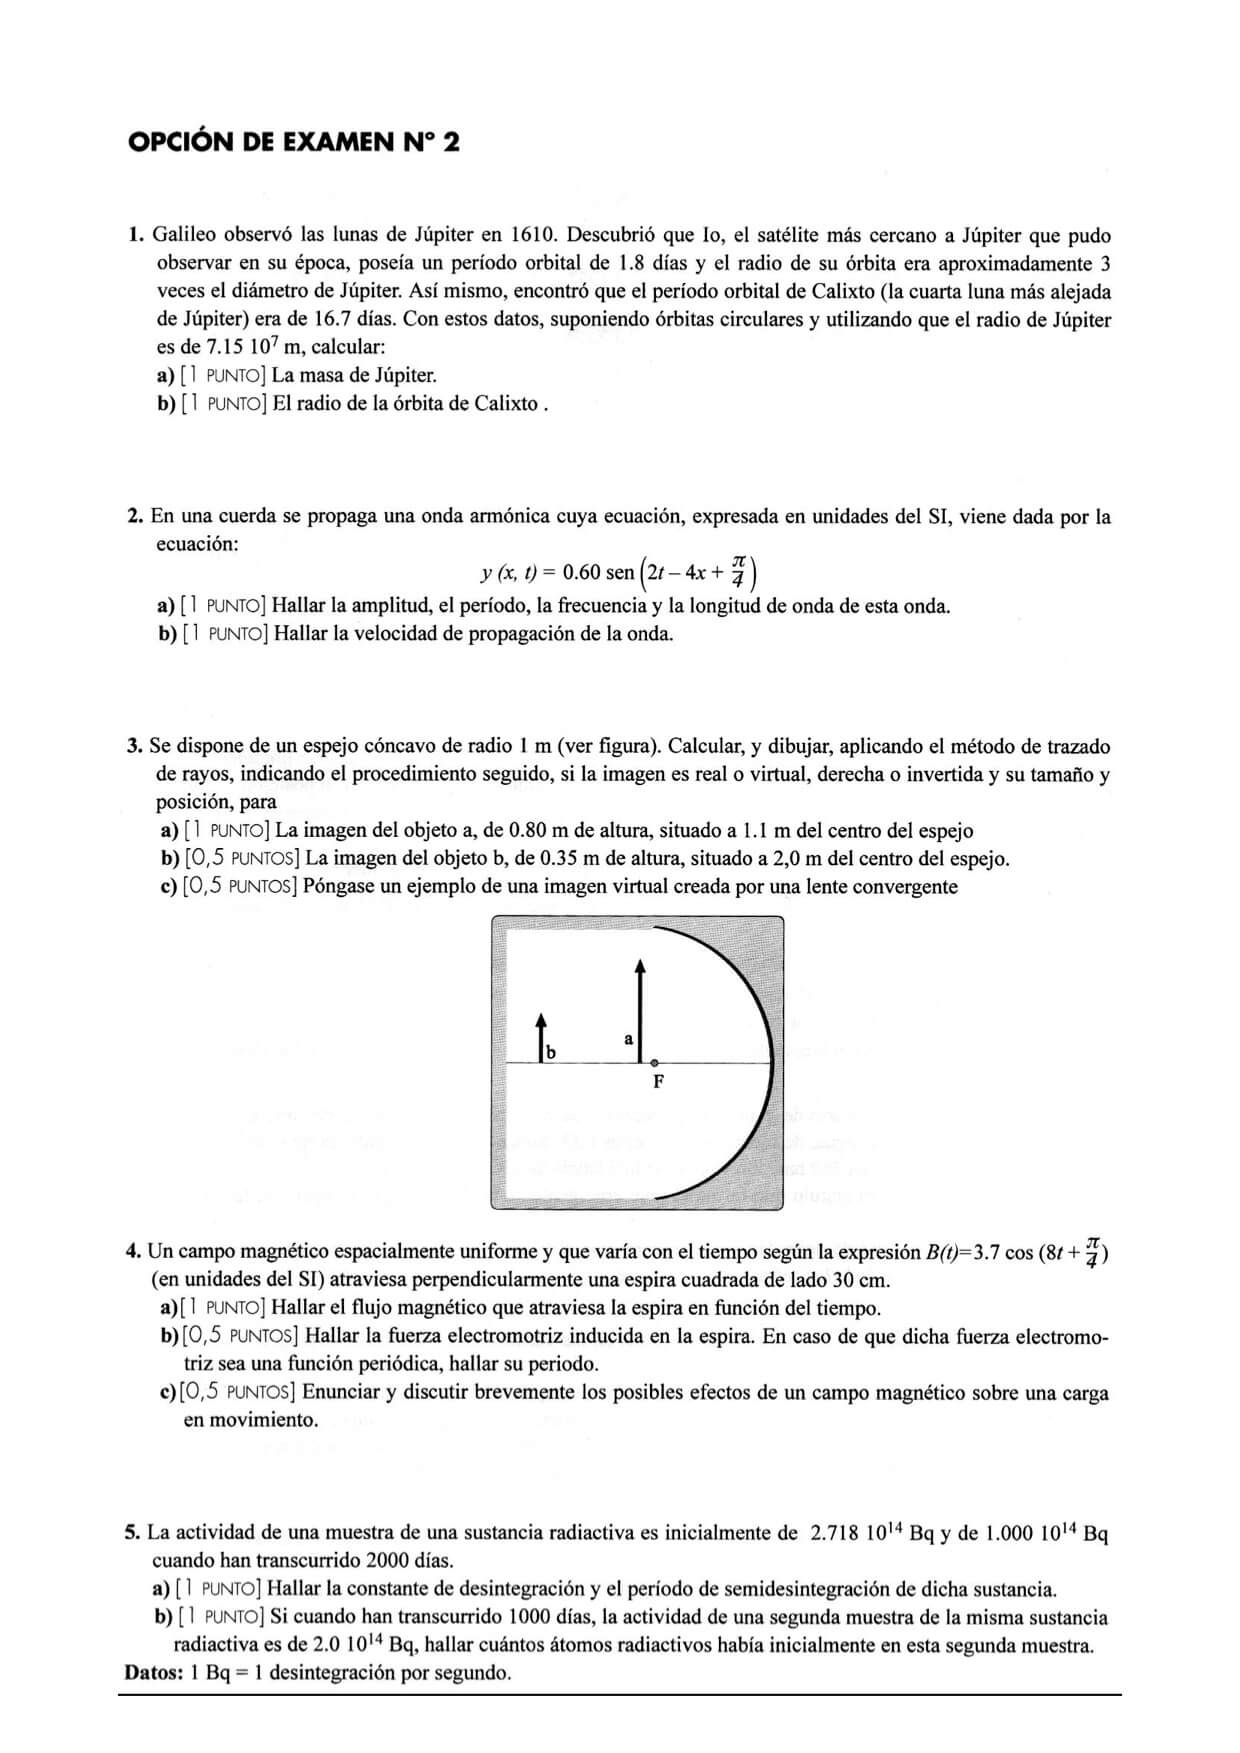 OPCIÓN DE EXAMEN Nº 2
1. Galileo observó las lunas de Júpiter en 1610. Descubrió que Io, el satélite más cercano a Júpiter que pudo
observar en su época, poseía un período orbital de 1.8 días y el radio de su órbita era aproximadamente 3
veces el diámetro de Júpiter. Así mismo, encontró que el período orbital de Calixto (la cuarta luna más alejada
de Júpiter) era de 16.7 días. Con estos datos, suponiendo órbitas circulares y utilizando que el radio de Júpiter
es de 7.15 10⁷ m, calcular:
a) [1 PUNTO] La masa de Júpiter.
b) [1 PUNTO] El radio de la órbita de Calixto .
2. En una cuerda se propaga una onda armónica cuya ecuación, expresada en unidades del SI, viene dada por la
ecuación:
y (x, t) = 0.60 sen (2t – 4x + π/4)
a) [1 PUNTO] Hallar la amplitud, el período, la frecuencia y la longitud de onda de esta onda.
b) [1 PUNTO] Hallar la velocidad de propagación de la onda.
3. Se dispone de un espejo cóncavo de radio 1 m (ver figura). Calcular, y dibujar, aplicando el método de trazado
de rayos, indicando el procedimiento seguido, si la imagen es real o virtual, derecha o invertida y su tamaño y
posición, para
a) [1 PUNTO] La imagen del objeto a, de 0.80 m de altura, situado a 1.1 m del centro del espejo
b) [0,5 PUNTOS] La imagen del objeto b, de 0.35 m de altura, situado a 2,0 m del centro del espejo.
c) [0,5 PUNTOS] Póngase un ejemplo de una imagen virtual creada por una lente convergente
a
b
F
4. Un campo magnético espacialmente uniforme y que varía con el tiempo según la expresión B(t)=3.7 cos (8t + π/4)
(en unidades del SI) atraviesa perpendicularmente una espira cuadrada de lado 30 cm.
a)[1 PUNTO] Hallar el flujo magnético que atraviesa la espira en función del tiempo.
b)[0,5 PUNTOS] Hallar la fuerza electromotriz inducida en la espira. En caso de que dicha fuerza electromo-
triz sea una función periódica, hallar su periodo.
c)[0,5 PUNTOS] Enunciar y discutir brevemente los posibles efectos de un campo magnético sobre una carga
en movimiento.
5. La actividad de una muestra de una sustancia radiactiva es inicialmente de 2.718 10¹⁴ Bq y de 1.000 10¹⁴ Bq
cuando han transcurrido 2000 días.
a) [1 PUNTO] Hallar la constante de desintegración y el período de semidesintegración de dicha sustancia.
b) [1 PUNTO] Si cuando han transcurrido 1000 días, la actividad de una segunda muestra de la misma sustancia
radiactiva es de 2.0 10¹⁴ Bq, hallar cuántos átomos radiactivos había inicialmente en esta segunda muestra.
Datos: 1 Bq = 1 desintegración por segundo.